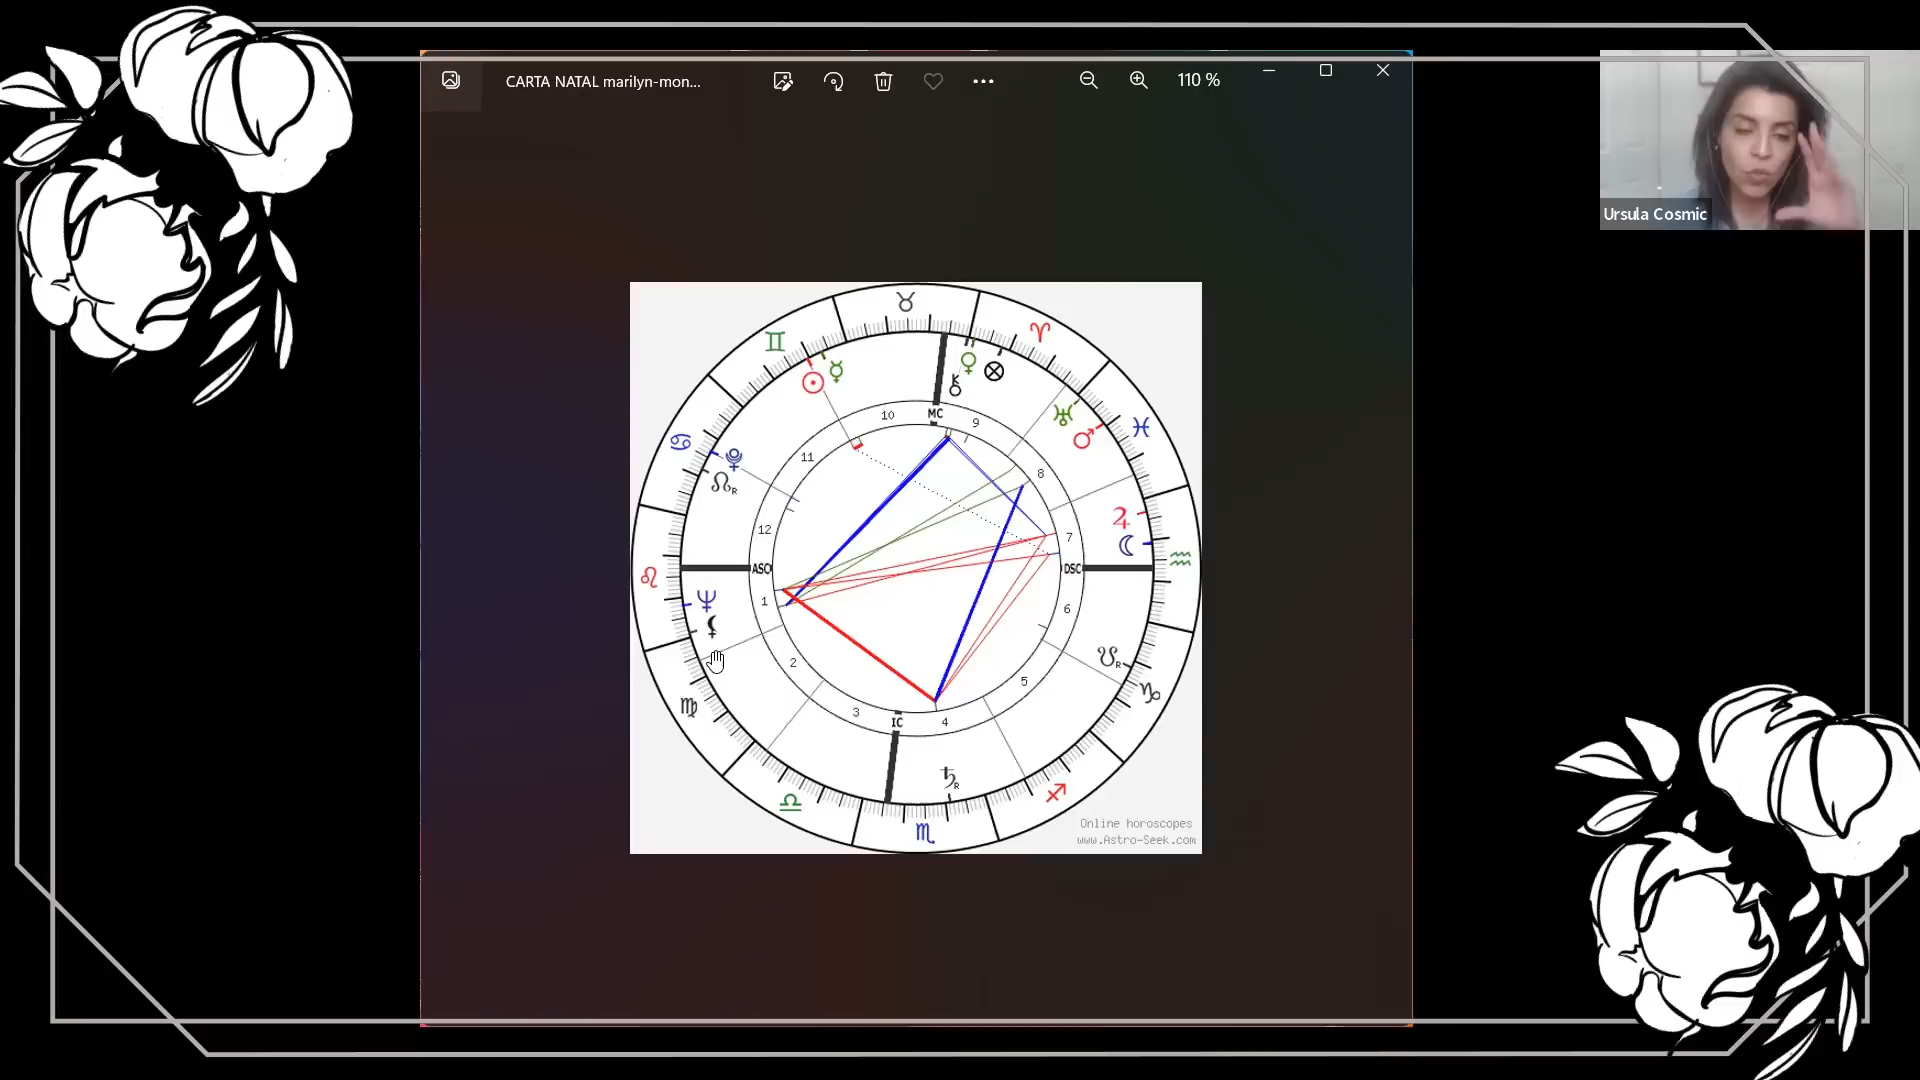 CARTA NATAL marilyn-mon...
110 %
Ursula Cosmic
10
MC
9
11
8
12
7
ASC
DSC
1
6
2
5
3
IC
4
R
R
R
Online horoscopes
www.Astro-Seek.com